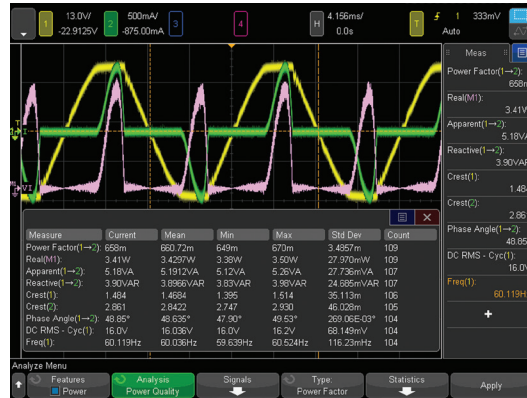 1 13.0V/ -22.9125V 2 500mA/ -875.00mA 3 4 H 4.156ms/ 0.0s T 1 333mV Auto
Meas
Power Factor(1→2):
658m
Real(M1):
3.41W
Apparent(1→2):
5.18VA
Reactive(1→2):
3.90VAR
Crest(1):
1.484
Crest(2):
2.861
Phase Angle(1→2):
48.85°
DC RMS - Cyc(1):
16.0V
Freq(1):
60.119Hz
Measure Current Mean Min Max Std Dev Count
Power Factor(1→2): 658m 660.72m 649m 670m 3.4857m 109
Real(M1): 3.41W 3.4297W 3.38W 3.50W 27.970mW 109
Apparent(1→2): 5.18VA 5.1912VA 5.12VA 5.26VA 27.736mVA 107
Reactive(1→2): 3.90VAR 3.8966VAR 3.83VAR 3.98VAR 24.685mVAR 107
Crest(1): 1.484 1.4684 1.395 1.514 35.113m 106
Crest(2): 2.861 2.8422 2.747 2.930 46.028m 105
Phase Angle(1→2): 48.85° 48.635° 47.90° 49.53° 269.06E-03° 104
DC RMS - Cyc(1): 16.0V 16.036V 16.0V 16.2V 68.149mV 104
Freq(1): 60.119Hz 60.036Hz 59.639Hz 60.524Hz 116.23mHz 104
Analyze Menu
Features Analysis Signals Type: Statistics Apply
Power Power Quality Power Factor